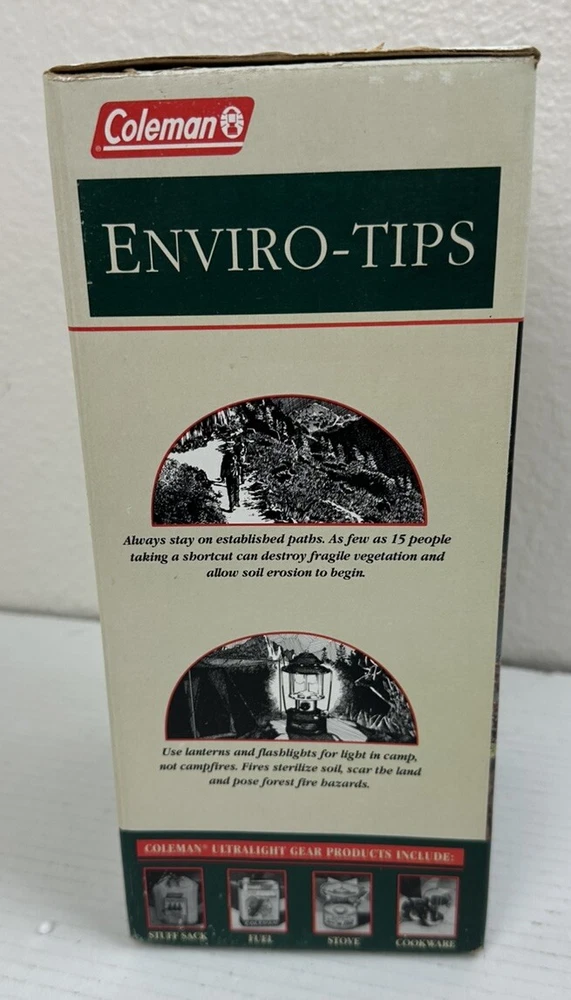 Coleman
ENVIRO-TIPS
Always stay on established paths. As few as 15 people
taking a shortcut can destroy fragile vegetation and
allow soil erosion to begin.
Use lanterns and flashlights for light in camp,
not campfires. Fires sterilize soil, scar the land
and pose forest fire hazards.
COLEMAN® ULTRALIGHT GEAR PRODUCTS INCLUDE:
STUFF SACK FUEL STOVE COOKWARE